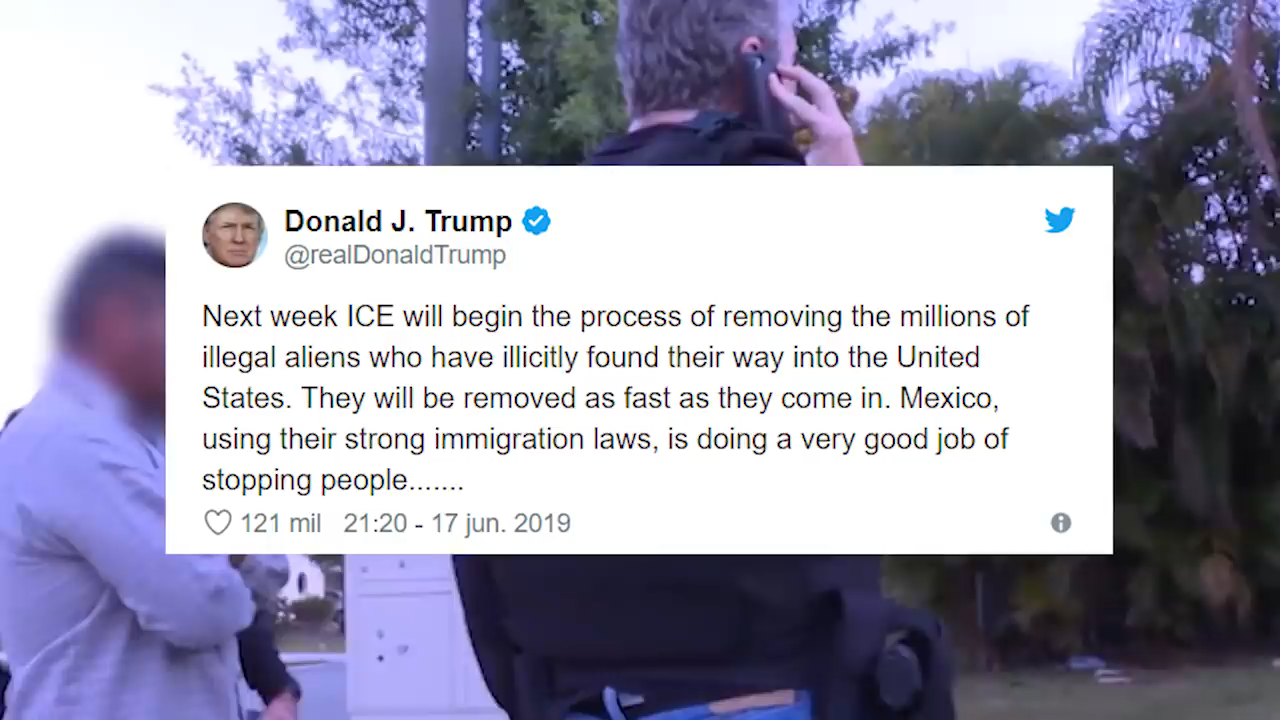 Donald J. Trump
@realDonaldTrump
Next week ICE will begin the process of removing the millions of
illegal aliens who have illicitly found their way into the United
States. They will be removed as fast as they come in. Mexico,
using their strong immigration laws, is doing a very good job of
stopping people.......
121 mil 21:20 - 17 jun. 2019